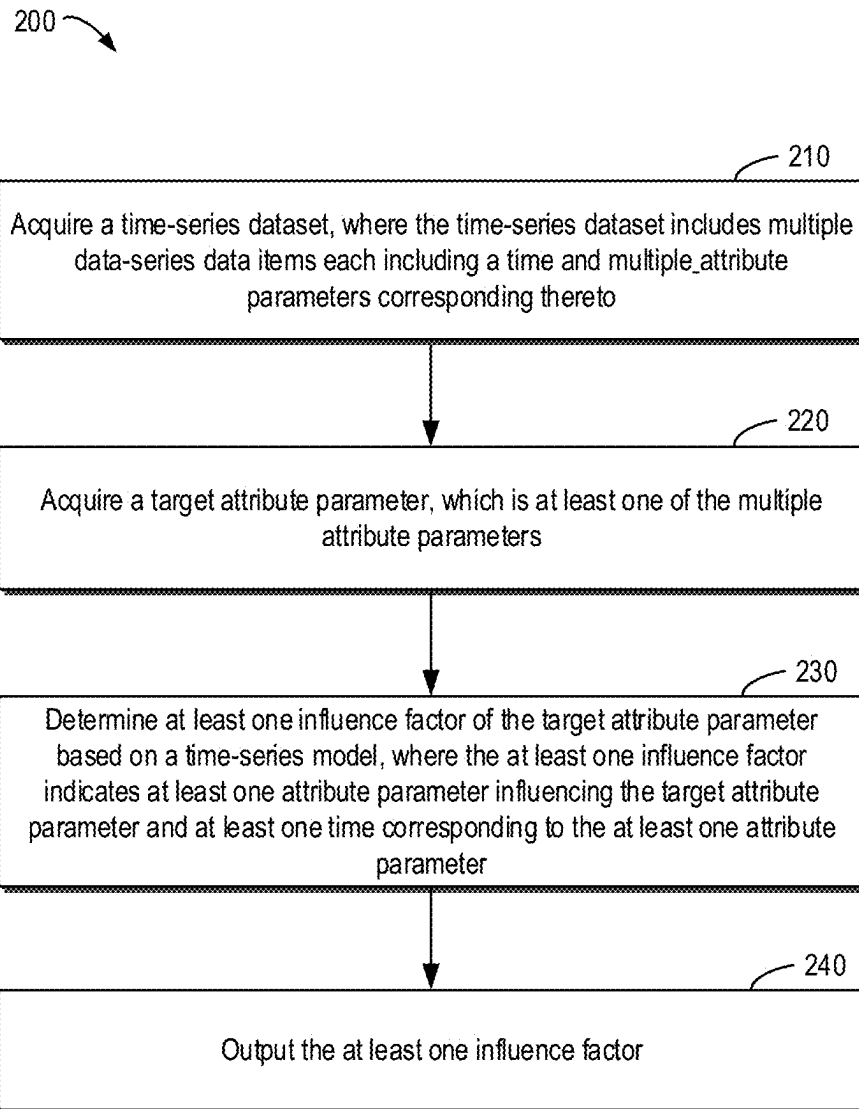 200
210
Acquire a time-series dataset, where the time-series dataset includes multiple
data-series data items each including a time and multiple_attribute
parameters corresponding thereto
220
Acquire a target attribute parameter, which is at least one of the multiple
attribute parameters
230
Determine at least one influence factor of the target attribute parameter
based on a time-series model, where the at least one influence factor
indicates at least one attribute parameter influencing the target attribute
parameter and at least one time corresponding to the at least one attribute
parameter
240
Output the at least one influence factor